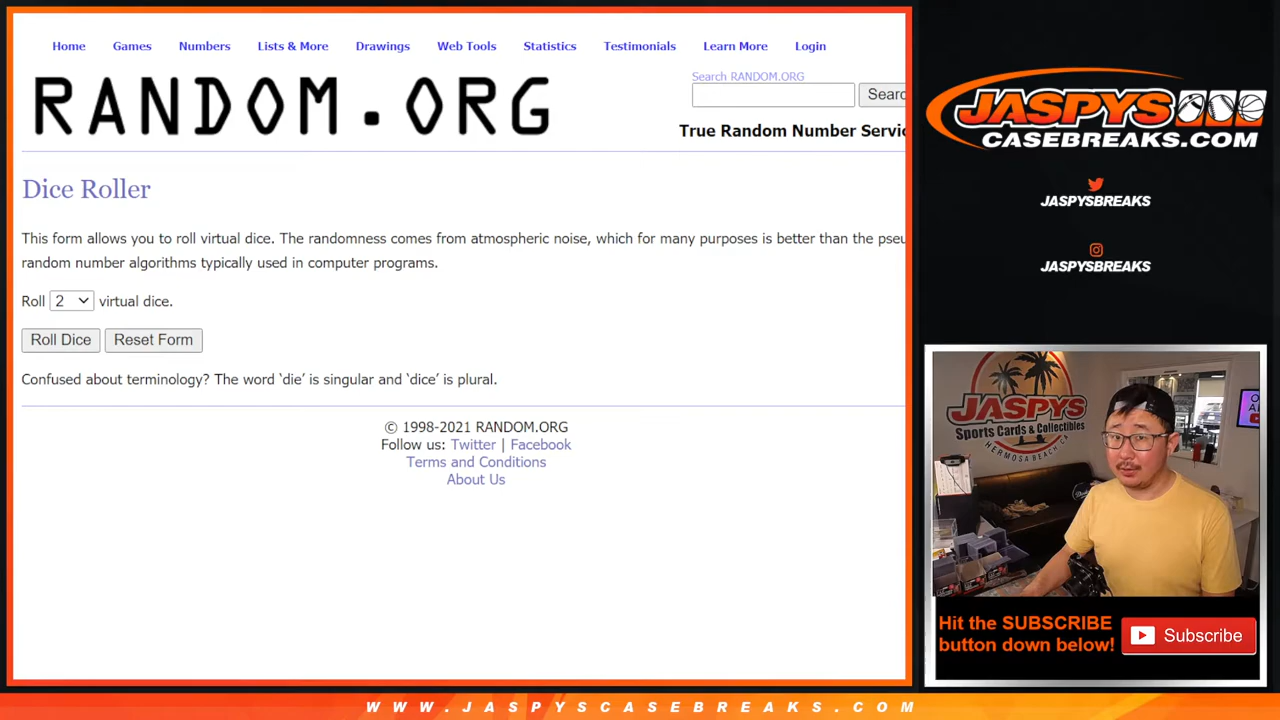 Home Games Numbers Lists & More Drawings Web Tools Statistics Testimonials Learn More Login
RANDOM.ORG
Search RANDOM.ORG
True Random Number
Dice Roller
This form allows you to roll virtual dice. The randomness comes from atmospheric noise, which for many purposes is better than the
random number algorithms typically used in computer programs.
Roll 2 virtual dice.
Roll Dice Reset Form
Confused about terminology? The word ‘die’ is singular and ‘dice’ is plural.
© 1998-2021 RANDOM.ORG
Follow us: Twitter | Facebook
Terms and Conditions
About Us
JASPYS
CASEBREAKS.COM
JASPYSBREAKS
JASPYSBREAKS
JASPYS
Sports Cards & Collectibles
HERMOSA BEACH, CA
Hit the SUBSCRIBE
button down below!
Subscribe
WWW.JASPYSCASEBREAKS.COM